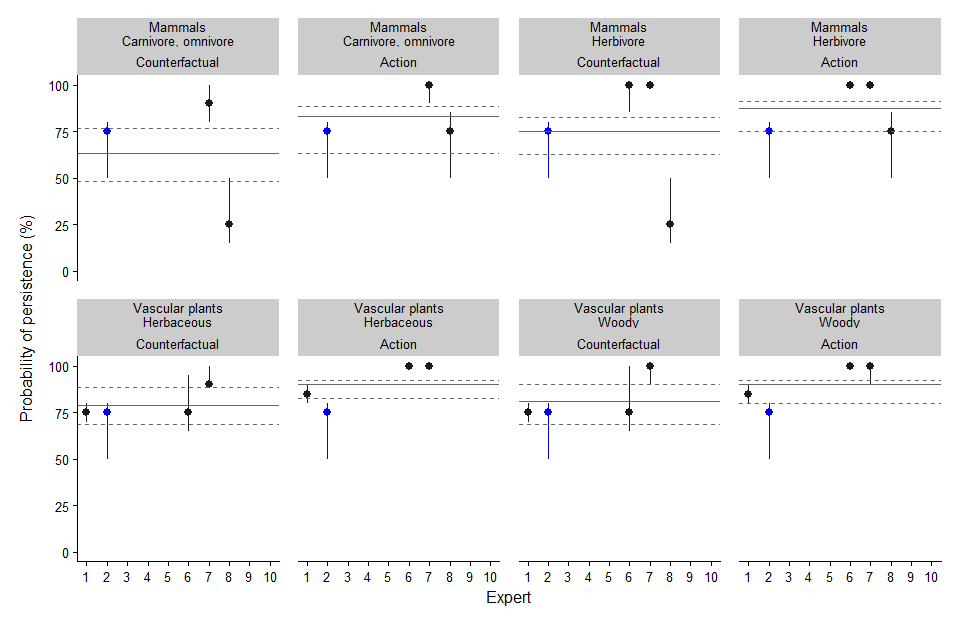 Mammals
Carnivore, omnivore
Counterfactual
Mammals
Carnivore, omnivore
Action
Mammals
Herbivore
Counterfactual
Mammals
Herbivore
Action
100
75
50
25
0
Vascular plants
Herbaceous
Counterfactual
Vascular plants
Herbaceous
Action
Vascular plants
Woody
Counterfactual
Vascular plants
Woody
Action
100
75
50
25
0
1 2 3 4 5 6 7 8 9 10
1 2 3 4 5 6 7 8 9 10
1 2 3 4 5 6 7 8 9 10
1 2 3 4 5 6 7 8 9 10
Expert
Probability of persistence (%)